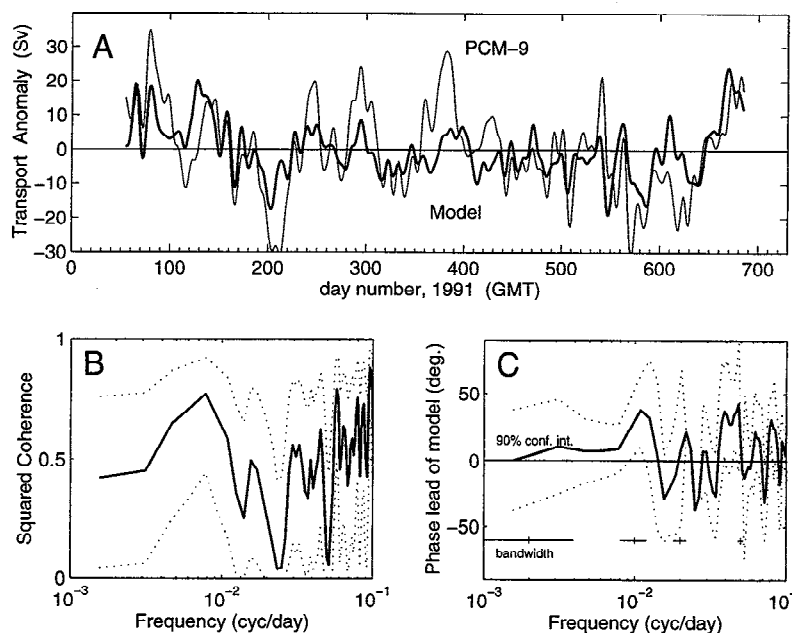 A
PCM-9
Model
Transport Anomaly (Sv)
30
20
10
0
-10
-20
-30
0
100
200
300
400
500
600
700
day number, 1991 (GMT)
B
Squared Coherence
1
0.5
0
10-3
10-2
10-1
Frequency (cyc/day)
C
Phase lead of model (deg.)
50
0
-50
90% conf. int.
bandwidth
10-3
10-2
10-1
Frequency (cyc/day)